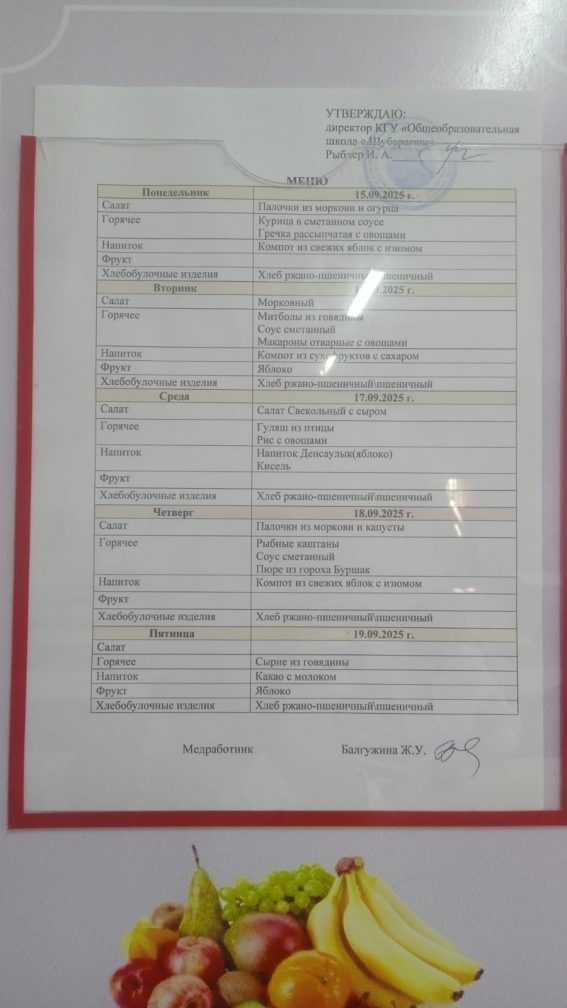 УТВЕРЖДАЮ:
директор КГУ «Общеобразовательная
школа с.
И. А.
МЕНЮ
Понедельник 15.09.2025 г.
Салат Палочки из моркови и огурца
Горячее Курица в сметанном соусе
Гречка рассыпчатая с овощами
Напиток Компот из свежих яблок с изюмом
Фрукт
Хлебобулочные изделия Хлеб ржано-пшеничный\пшеничный
Вторник .2025 г.
Салат Морковный
Горячее Митболы из говядины
Соус сметанный
Макароны отварные с овощами
Напиток Компот из сухофруктов с сахаром
Фрукт Яблоко
Хлебобулочные изделия Хлеб ржано-пшеничный\пшеничный
Среда 17.09.2025 г.
Салат Салат Свекольный с сыром
Горячее Гуляш из птицы
Рис с овощами
Напиток Напиток Денсаулык(яблоко)
Кисель
Фрукт
Хлебобулочные изделия Хлеб ржано-пшеничный\пшеничный
Четверг 18.09.2025 г.
Салат Палочки из моркови и капусты
Горячее Рыбные каштаны
Соус сметанный
Пюре из гороха Буршак
Напиток Компот из свежих яблок с изюмом
Фрукт
Хлебобулочные изделия Хлеб ржано-пшеничный\пшеничный
Пятница 19.09.2025 г.
Салат
Горячее Сырне из говядины
Напиток Какао с молоком
Фрукт Яблоко
Хлебобулочные изделия Хлеб ржано-пшеничный\пшеничный
Медработник Балгужина Ж.У.